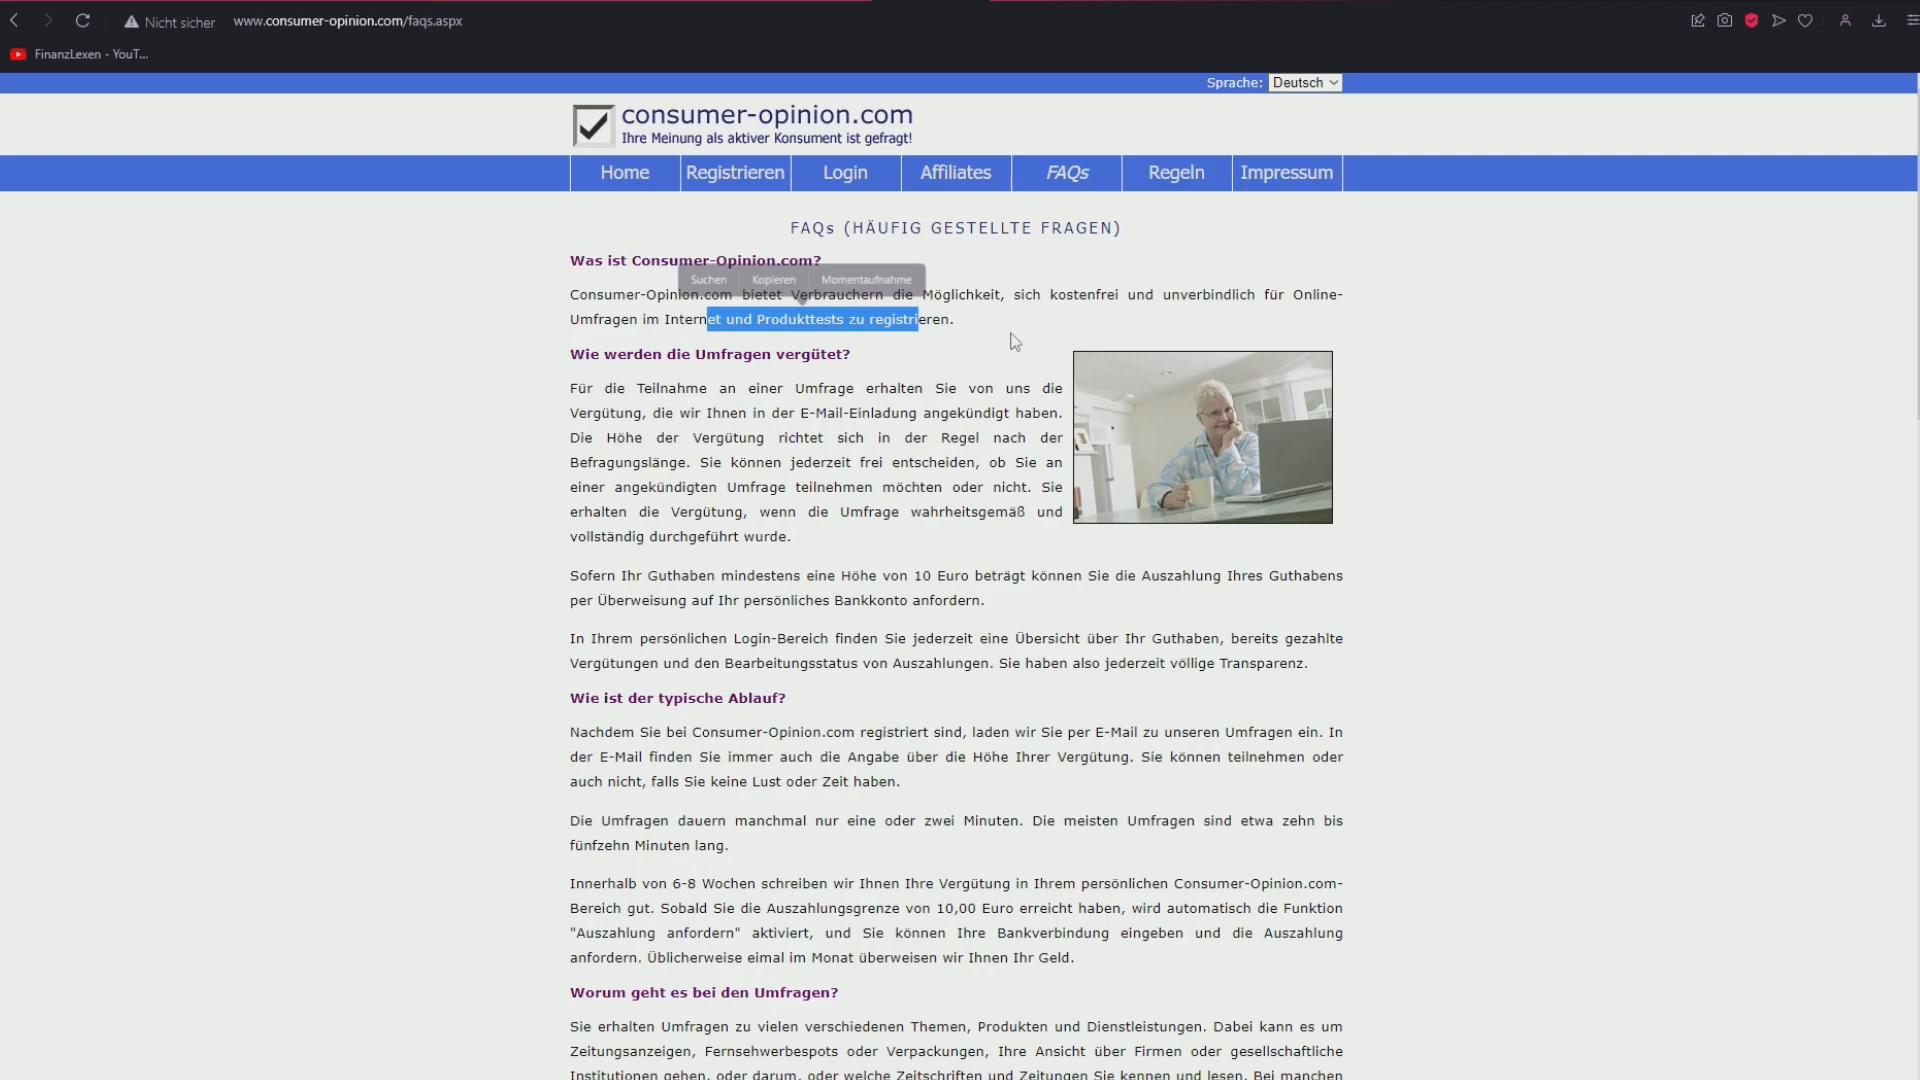 Nicht sicher www.consumer-opinion.com/faqs.aspx
FinanzLexen - YouT...
Sprache: Deutsch
consumer-opinion.com
Ihre Meinung als aktiver Konsument ist gefragt!
Home Registrieren Login Affiliates FAQs Regeln Impressum
FAQs (HÄUFIG GESTELLTE FRAGEN)
Was ist Consumer-Opinion.com?
Suchen Kopieren Momentaufnahme
Consumer-Opinion.com bietet Verbrauchern die Möglichkeit, sich kostenfrei und unverbindlich für Online-
Umfragen im Internet und Produkttests zu registrieren.
Wie werden die Umfragen vergütet?
Für die Teilnahme an einer Umfrage erhalten Sie von uns die
Vergütung, die wir Ihnen in der E-Mail-Einladung angekündigt haben.
Die Höhe der Vergütung richtet sich in der Regel nach der
Befragungslänge. Sie können jederzeit frei entscheiden, ob Sie an
einer angekündigten Umfrage teilnehmen möchten oder nicht. Sie
erhalten die Vergütung, wenn die Umfrage wahrheitsgemäß und
vollständig durchgeführt wurde.
Sofern Ihr Guthaben mindestens eine Höhe von 10 Euro beträgt können Sie die Auszahlung Ihres Guthabens
per Überweisung auf Ihr persönliches Bankkonto anfordern.
In Ihrem persönlichen Login-Bereich finden Sie jederzeit eine Übersicht über Ihr Guthaben, bereits gezahlte
Vergütungen und den Bearbeitungsstatus von Auszahlungen. Sie haben also jederzeit völlige Transparenz.
Wie ist der typische Ablauf?
Nachdem Sie bei Consumer-Opinion.com registriert sind, laden wir Sie per E-Mail zu unseren Umfragen ein. In
der E-Mail finden Sie immer auch die Angabe über die Höhe Ihrer Vergütung. Sie können teilnehmen oder
auch nicht, falls Sie keine Lust oder Zeit haben.
Die Umfragen dauern manchmal nur eine oder zwei Minuten. Die meisten Umfragen sind etwa zehn bis
fünfzehn Minuten lang.
Innerhalb von 6-8 Wochen schreiben wir Ihnen Ihre Vergütung in Ihrem persönlichen Consumer-Opinion.com-
Bereich gut. Sobald Sie die Auszahlungsgrenze von 10,00 Euro erreicht haben, wird automatisch die Funktion
"Auszahlung anfordern" aktiviert, und Sie können Ihre Bankverbindung eingeben und die Auszahlung
anfordern. Üblicherweise eimal im Monat überweisen wir Ihnen Ihr Geld.
Worum geht es bei den Umfragen?
Sie erhalten Umfragen zu vielen verschiedenen Themen, Produkten und Dienstleistungen. Dabei kann es um
Zeitungsanzeigen, Fernsehwerbespots oder Verpackungen, Ihre Ansicht über Firmen oder gesellschaftliche
Institutionen gehen, oder darum, oder welche Zeitschriften und Zeitungen Sie kennen und lesen. Bei manchen